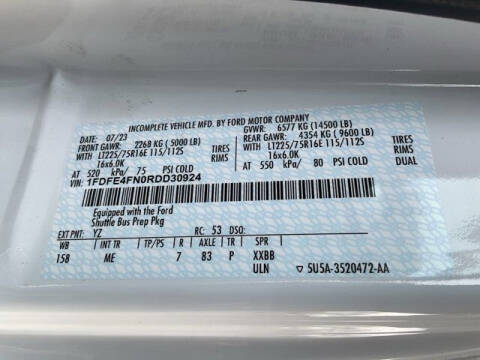 INCOMPLETE VEHICLE MFD. BY FORD MOTOR COMPANY
DATE: 07/23 GVWR: 6577 KG (14500 LB)
FRONT GAWR: 2268 KG (5000 LB) REAR GAWR: 4354 KG (9600 LB)
WITH LT225/75R16E 115/112S TIRES WITH LT225/75R16E 115/112S TIRES
16x6.0K RIMS 16x6.0K RIMS
AT 520 kPa/ 75 PSI COLD AT 550 kPa/ 80 PSI COLD DUAL
VIN: 1FDFE4FN0RDD30924
Equipped with the Ford
Shuttle Bus Prep Pkg
EXT PNT: YZ RC: 53 DSO:
WB INT TR TP/PS R AXLE TR SPR
158 ME 7 83 P XXBB
ULN ▽ 5U5A-3520472-AA